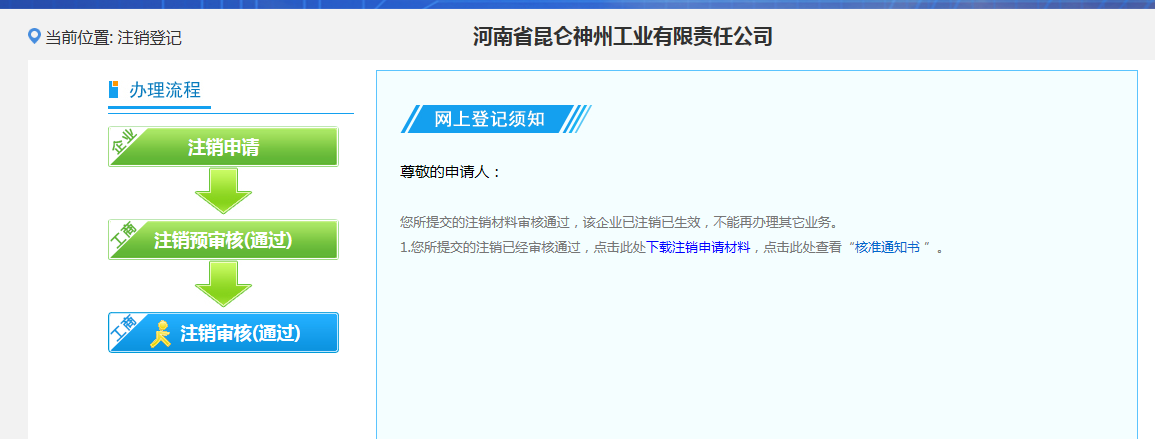 当前位置: 注销登记
河南省昆仑神州工业有限责任公司
办理流程
企业
注销申请
工商
注销预审核(通过)
工商
注销审核(通过)
网上登记须知
尊敬的申请人：
您所提交的注销材料审核通过，该企业已注销已生效，不能再办理其它业务。
1.您所提交的注销已经审核通过，点击此处下载注销申请材料，点击此处查看“核准通知书 ”。